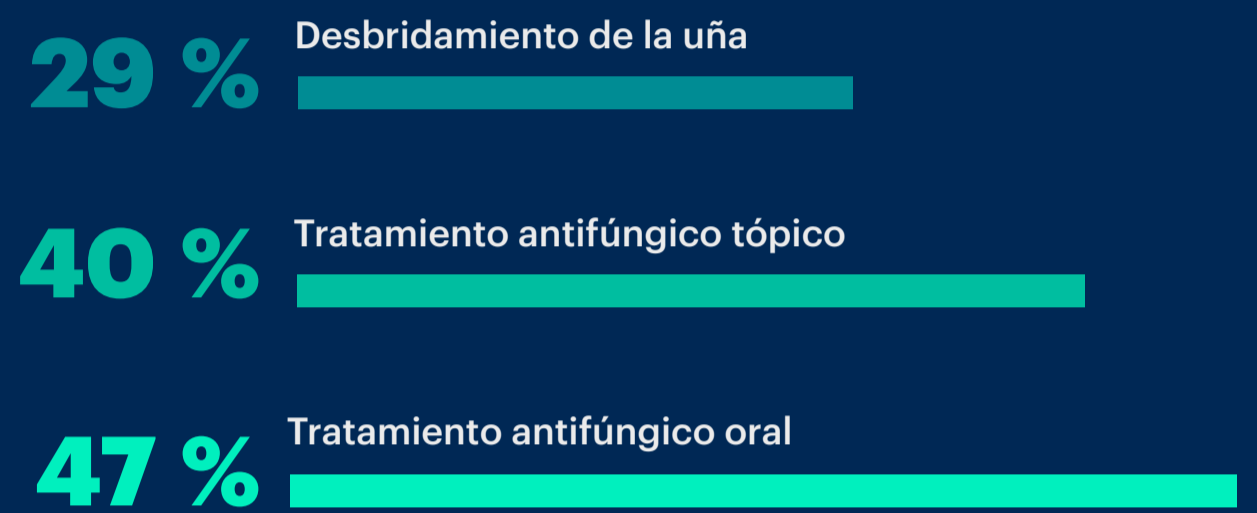 Desbridamiento de la uña
29 %
Tratamiento antifúngico tópico
40 %
Tratamiento antifúngico oral
47 %